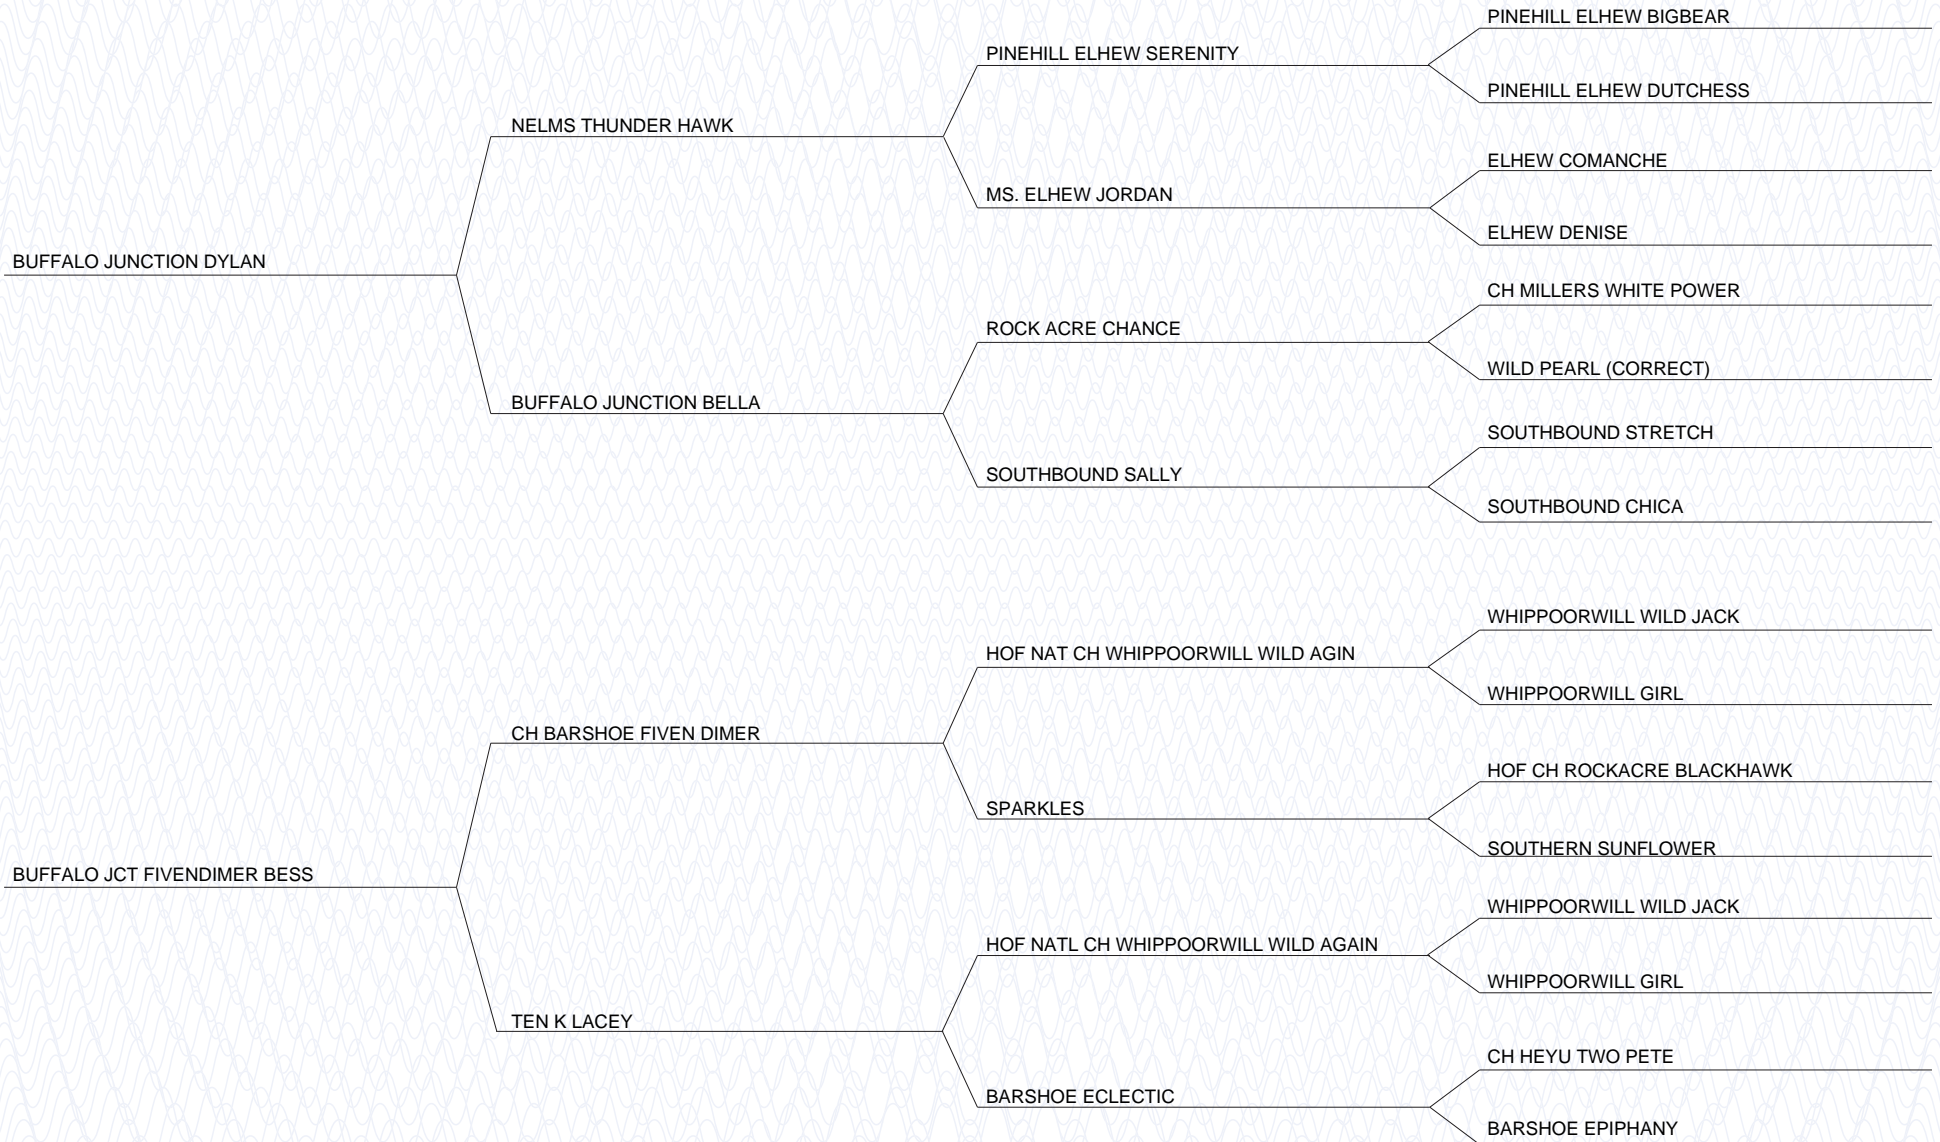 PINEHILL ELHEW BIGBEAR
PINEHILL ELHEW SERENITY
PINEHILL ELHEW DUTCHESS
NELMS THUNDER HAWK
ELHEW COMANCHE
MS. ELHEW JORDAN
ELHEW DENISE
BUFFALO JUNCTION DYLAN
CH MILLERS WHITE POWER
ROCK ACRE CHANCE
WILD PEARL (CORRECT)
BUFFALO JUNCTION BELLA
SOUTHBOUND STRETCH
SOUTHBOUND SALLY
SOUTHBOUND CHICA
WHIPPOORWILL WILD JACK
HOF NAT CH WHIPPOORWILL WILD AGIN
WHIPPOORWILL GIRL
CH BARSHOE FIVEN DIMER
HOF CH ROCKACRE BLACKHAWK
SPARKLES
SOUTHERN SUNFLOWER
BUFFALO JCT FIVENDIMER BESS
WHIPPOORWILL WILD JACK
HOF NATL CH WHIPPOORWILL WILD AGAIN
WHIPPOORWILL GIRL
TEN K LACEY
CH HEYU TWO PETE
BARSHOE ECLECTIC
BARSHOE EPIPHANY